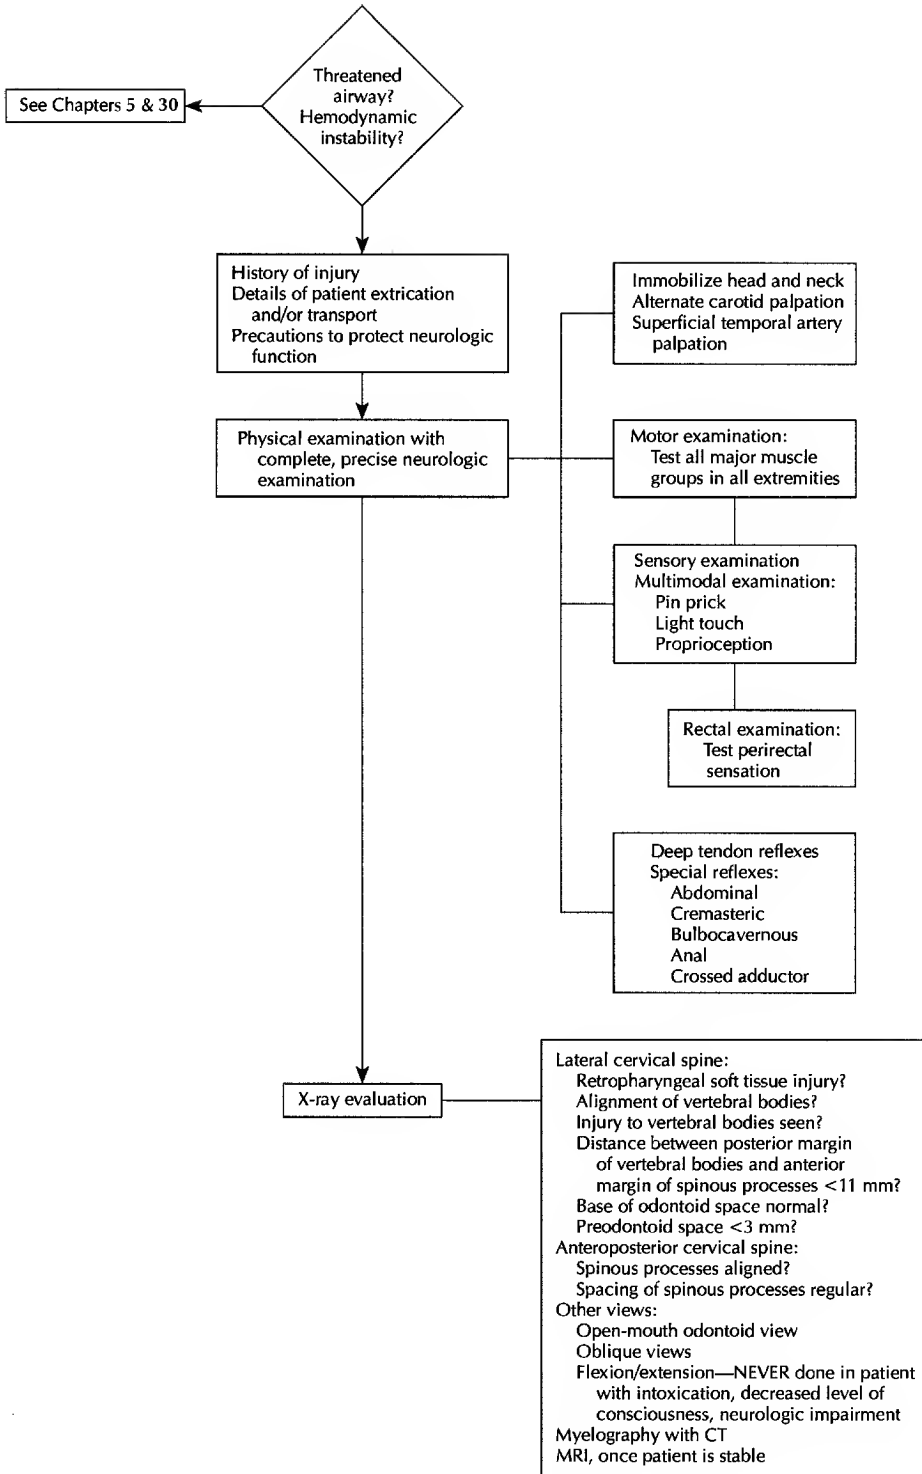 Threatened
airway?
Hemodynamic
instability?
See Chapters 5 & 30
History of injury
Details of patient extrication
and/or transport
Precautions to protect neurologic
function
Immobilize head and neck
Alternate carotid palpation
Superficial temporal artery
palpation
Physical examination with
complete, precise neurologic
examination
Motor examination:
Test all major muscle
groups in all extremities
Sensory examination
Multimodal examination:
Pin prick
Light touch
Proprioception
Rectal examination:
Test perirectal
sensation
Deep tendon reflexes
Special reflexes:
Abdominal
Cremasteric
Bulbocavernous
Anal
Crossed adductor
X-ray evaluation
Lateral cervical spine:
Retropharyngeal soft tissue injury?
Alignment of vertebral bodies?
Injury to vertebral bodies seen?
Distance between posterior margin
of vertebral bodies and anterior
margin of spinous processes <11 mm?
Base of odontoid space normal?
Preodontoid space <3 mm?
Anteroposterior cervical spine:
Spinous processes aligned?
Spacing of spinous processes regular?
Other views:
Open-mouth odontoid view
Oblique views
Flexion/extension—NEVER done in patient
with intoxication, decreased level of
consciousness, neurologic impairment
Myelography with CT
MRI, once patient is stable